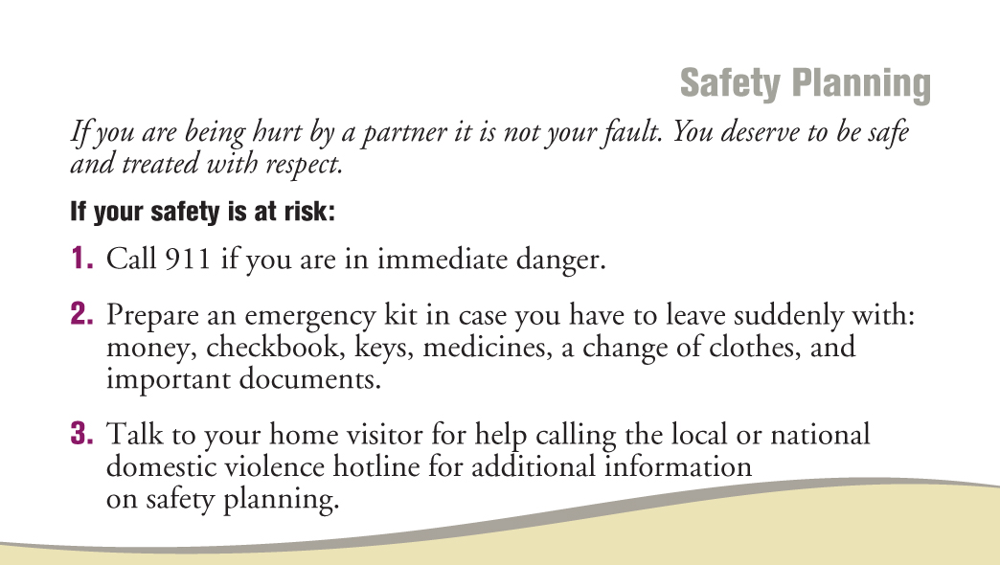 Safety Planning
If you are being hurt by a partner it is not your fault. You deserve to be safe
and treated with respect.
If your safety is at risk:
1. Call 911 if you are in immediate danger.
2. Prepare an emergency kit in case you have to leave suddenly with:
money, checkbook, keys, medicines, a change of clothes, and
important documents.
3. Talk to your home visitor for help calling the local or national
domestic violence hotline for additional information
on safety planning.